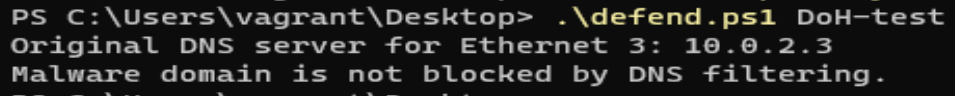 PS C:\Users\vagrant\Desktop> .\defend.ps1 DoH-test
Original DNS server for Ethernet 3: 10.0.2.3
Malware domain is not blocked by DNS filtering.